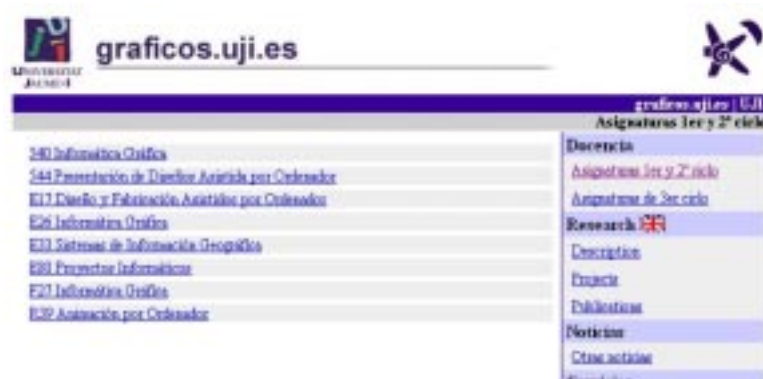 UNIVERSITAT
JAUME·I
graficos.uji.es
graficos.uji.es | UJI
Asignaturas 1er y 2º ciclo
340 Informática Gráfica
544 Presentación de Diseños Asistida por Ordenador
E17 Diseño y Fabricación Asistidos por Ordenador
E26 Informática Gráfica
E33 Sistemas de Información Geográfica
E80 Proyectos Informáticos
F27 Informática Gráfica
R39 Animación por Ordenador
Docencia
Asignaturas 1er y 2º ciclo
Asignaturas de 3er ciclo
Research
Description
Projects
Publications
Noticias
Otras noticias